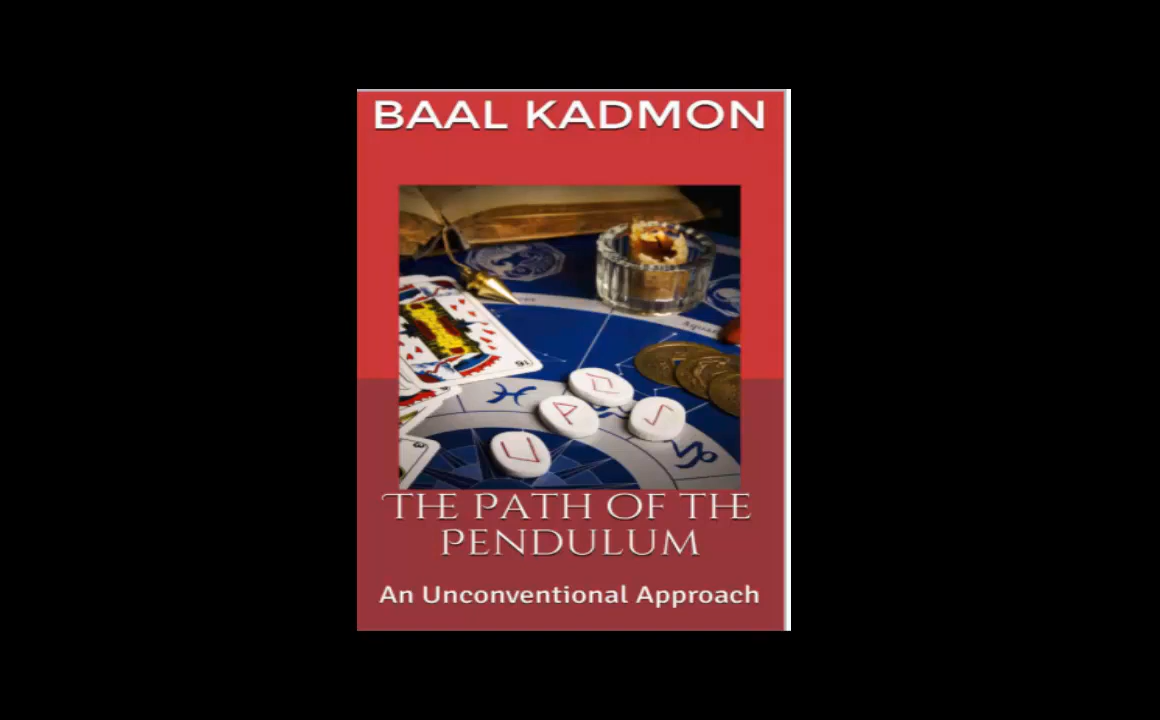 BAAL KADMON
THE PATH OF THE
PENDULUM
An Unconventional Approach